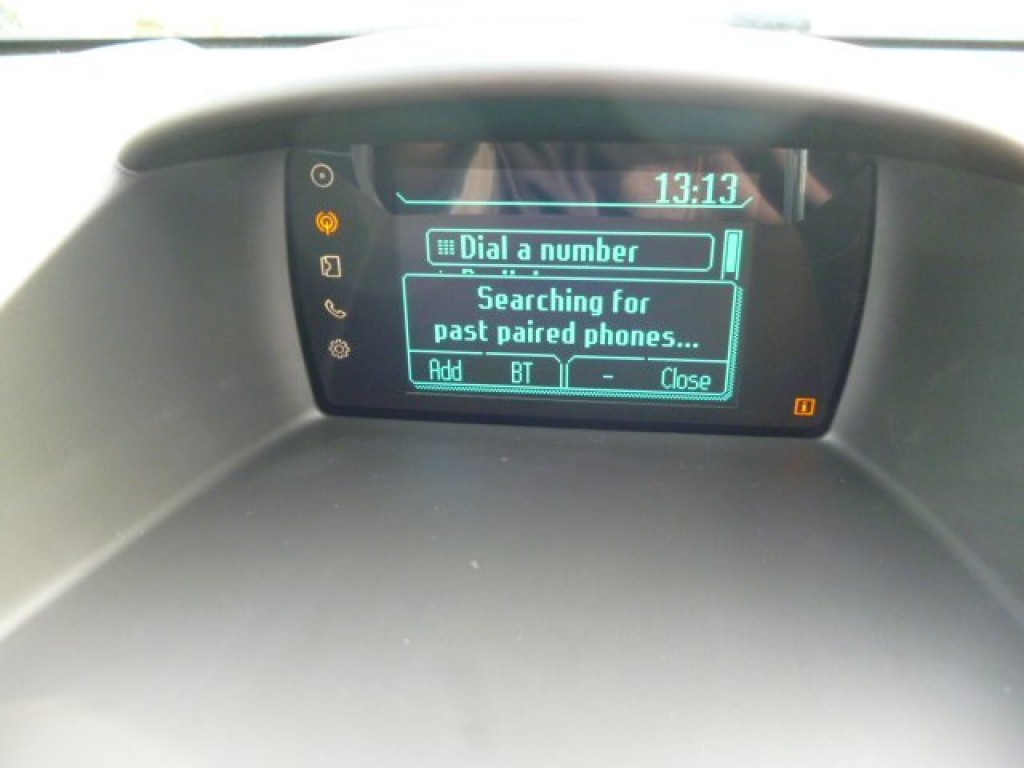 13:13
Dial a number
Searching for
past paired phones...
Add BT - Close